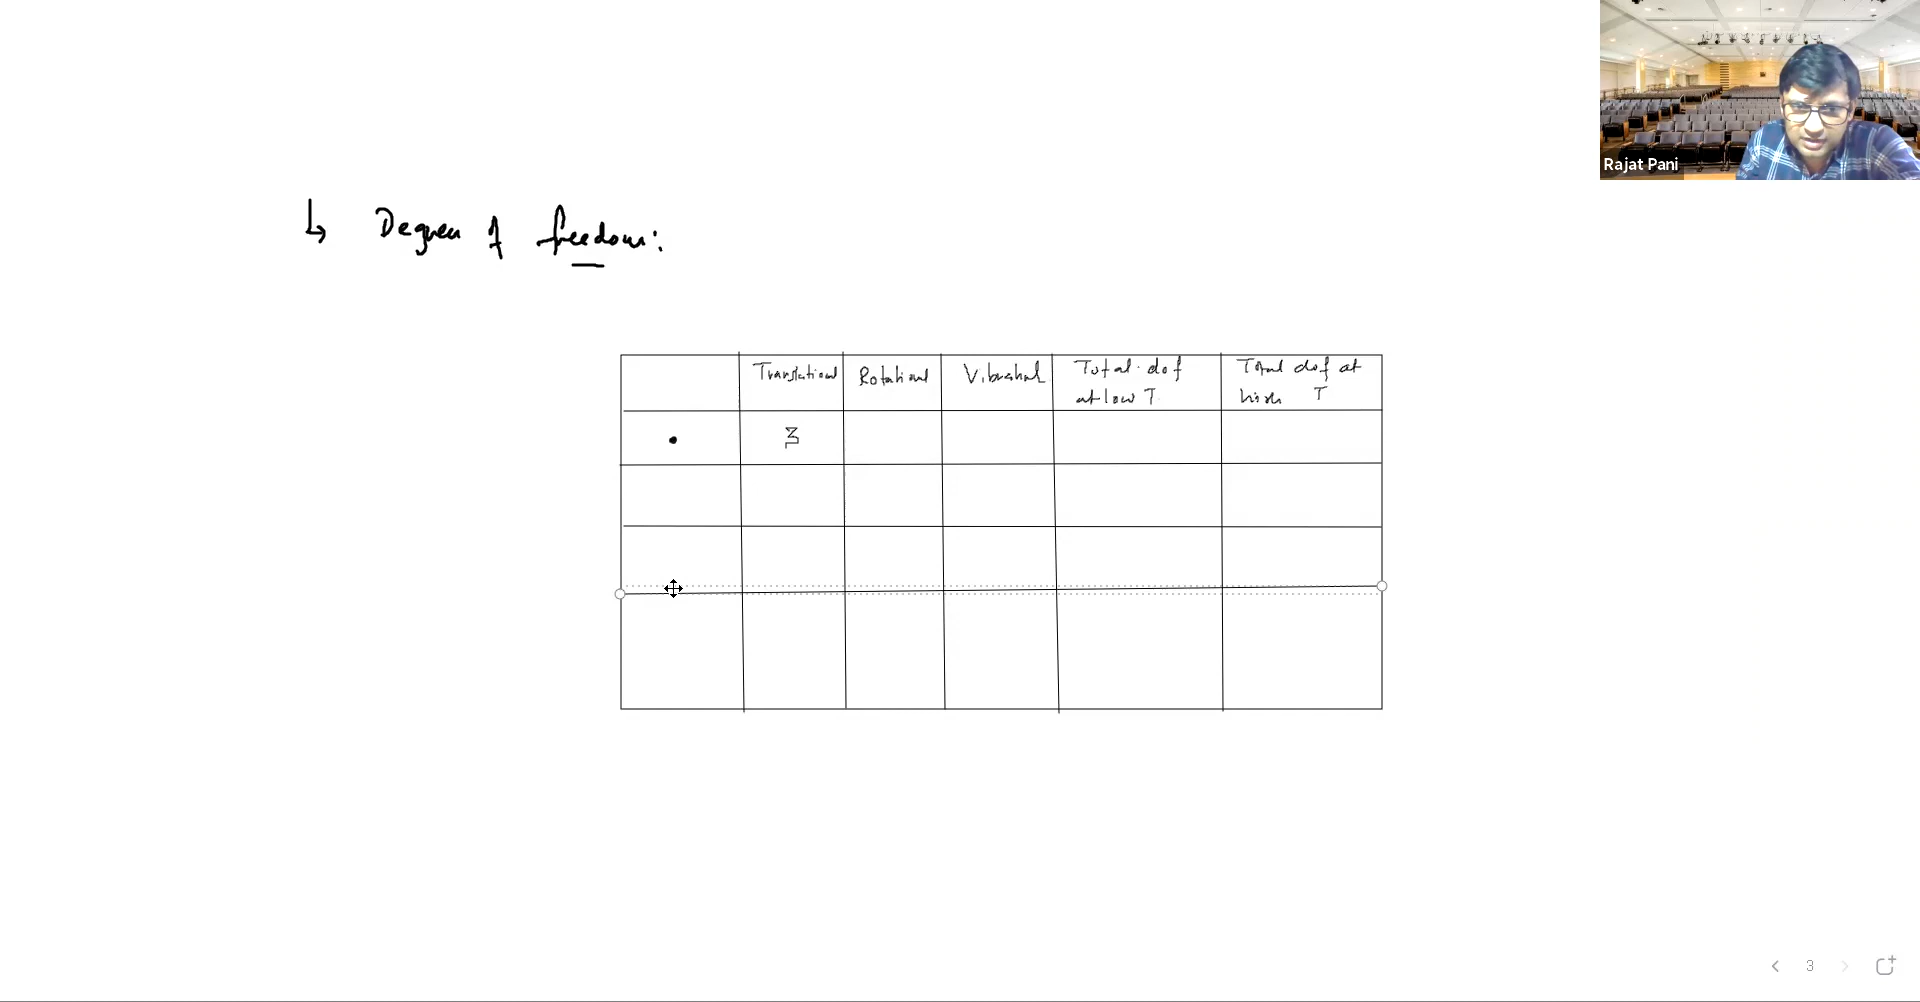 Rajat Pani
↳ Degree of freedom:
Translational Rotational Vibrational Total dof at low T Total dof at high T
• 3
3